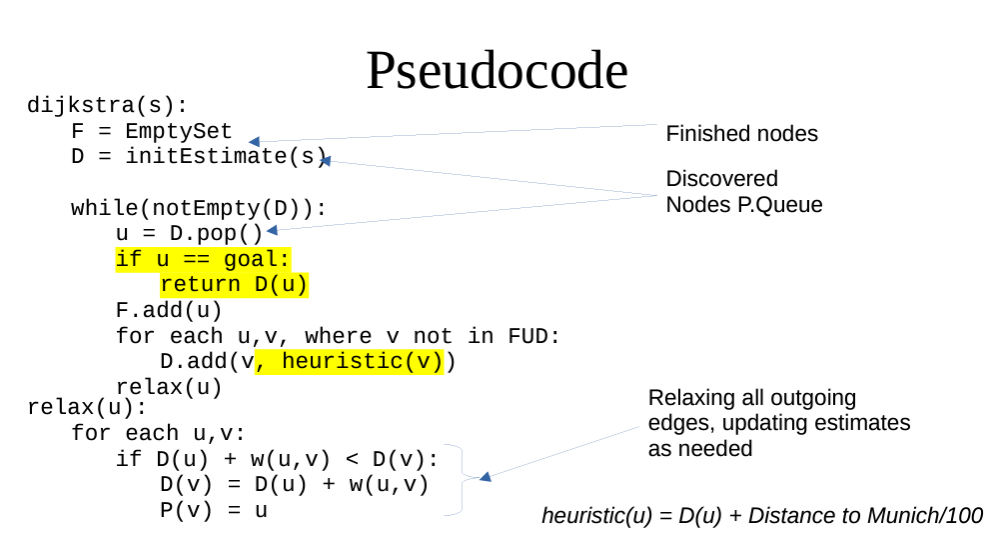 Pseudocode
dijkstra(s):
F = EmptySet
D = initEstimate(s)
while(notEmpty(D)):
u = D.pop()
if u == goal:
return D(u)
F.add(u)
for each u,v, where v not in FUD:
D.add(v, heuristic(v))
relax(u)
relax(u):
for each u,v:
if D(u) + w(u,v) < D(v):
D(v) = D(u) + w(u,v)
P(v) = u
Finished nodes
Discovered
Nodes P.Queue
Relaxing all outgoing
edges, updating estimates
as needed
heuristic(u) = D(u) + Distance to Munich/100